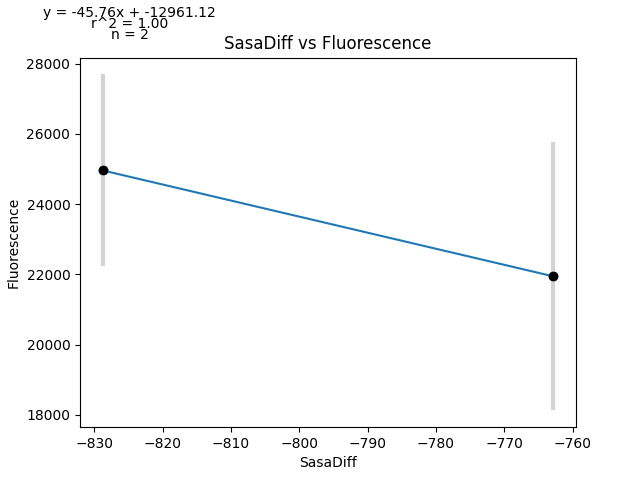 y = -45.76x + -12961.12
r^2 = 1.00
n = 2
SasaDiff vs Fluorescence
28000
26000
24000
22000
20000
18000
Fluorescence
−830
−820
−810
−800
−790
−780
−770
−760
SasaDiff